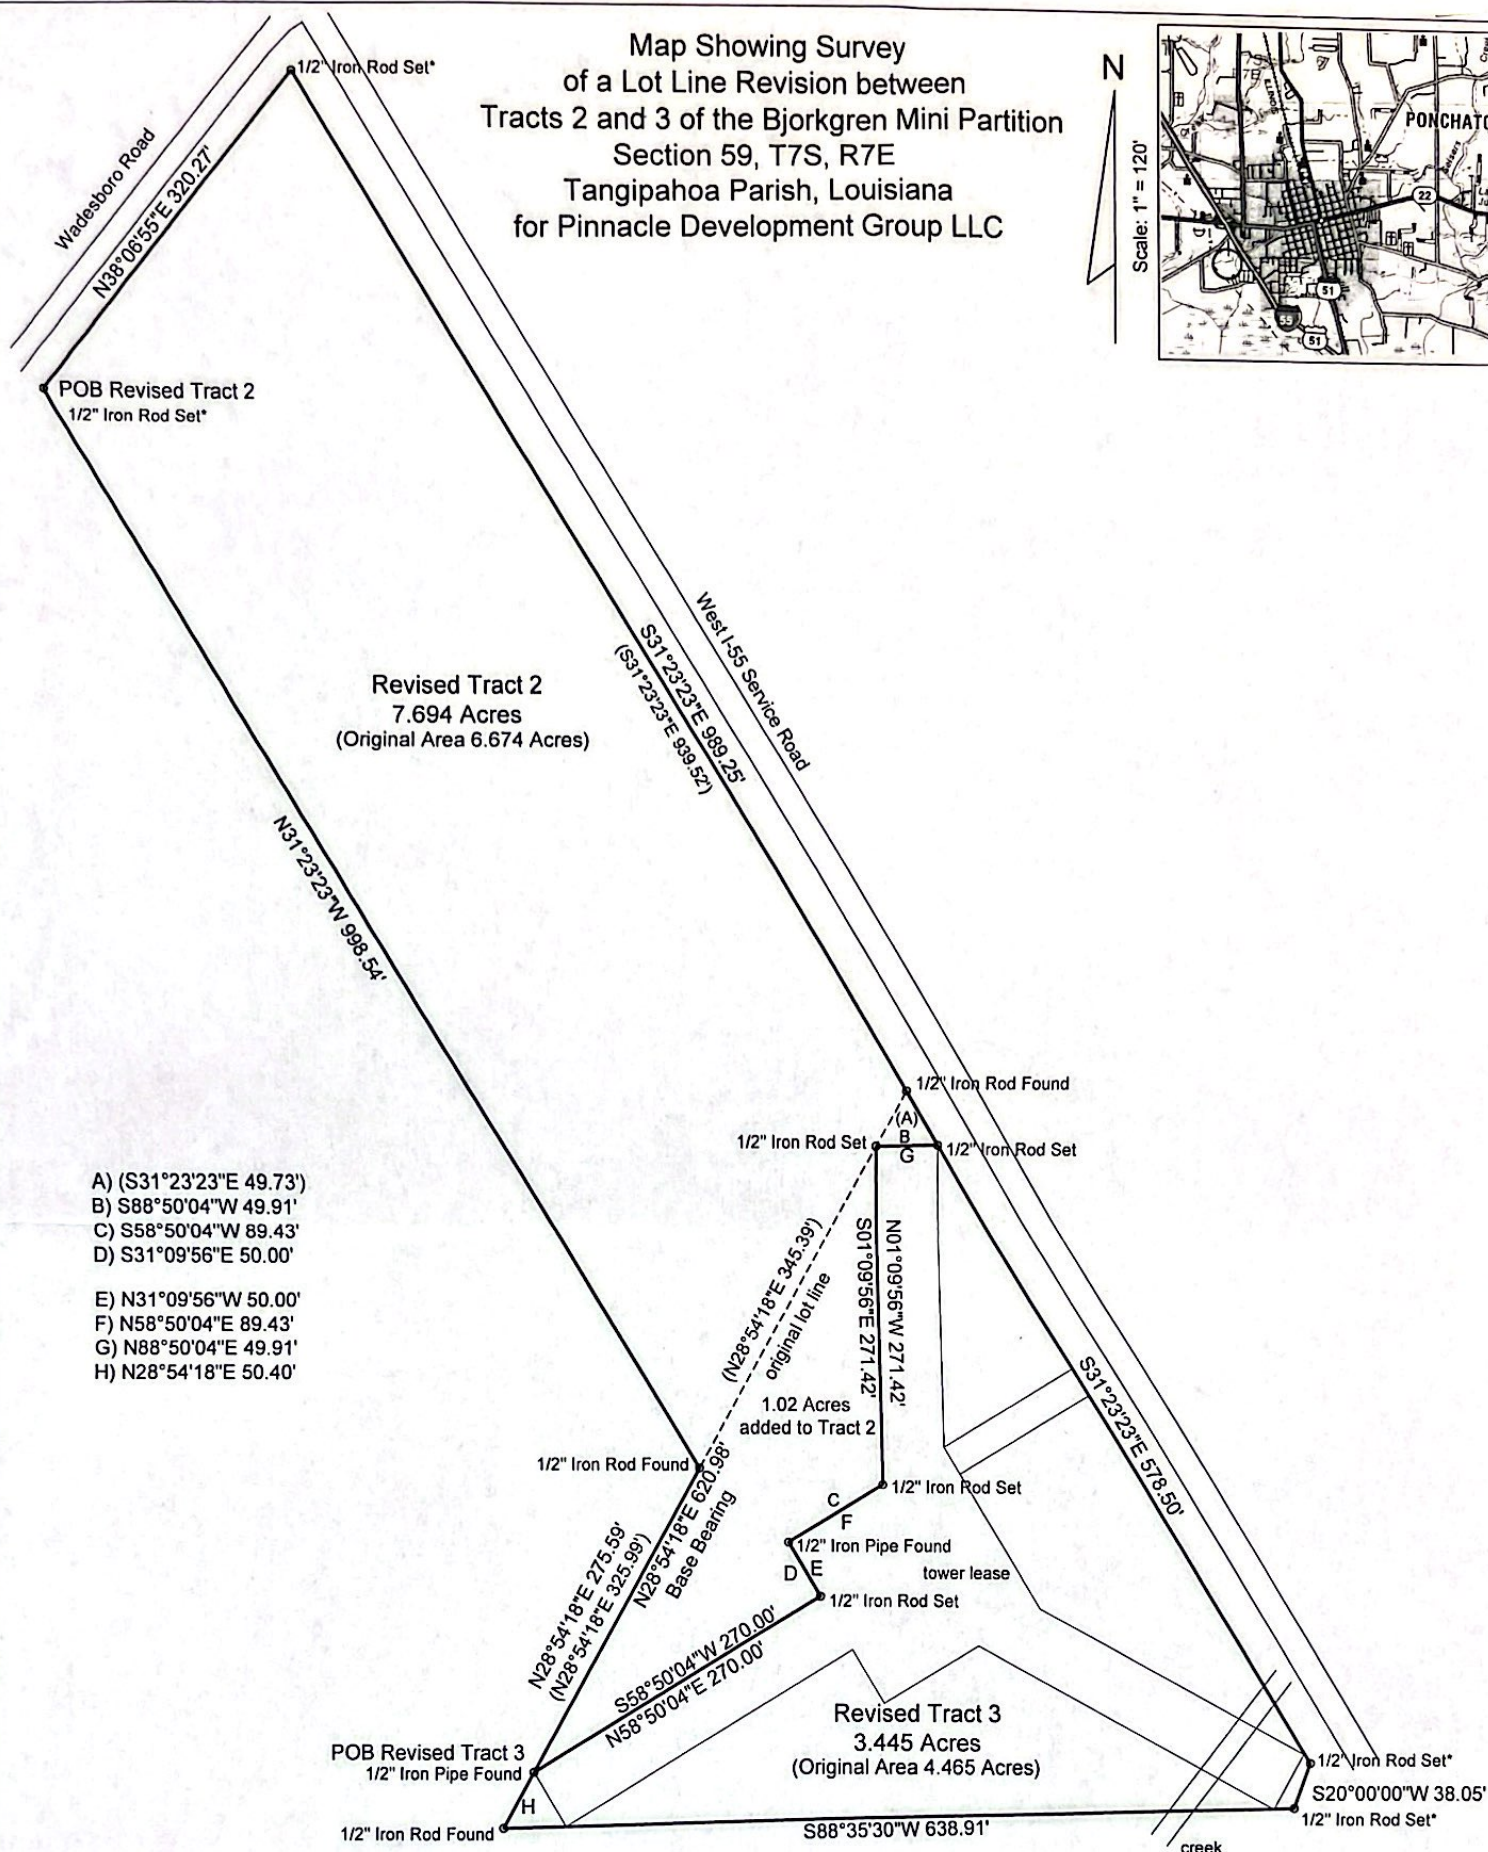 Map Showing Survey
of a Lot Line Revision between
Tracts 2 and 3 of the Bjorkgren Mini Partition
Section 59, T7S, R7E
Tangipahoa Parish, Louisiana
for Pinnacle Development Group LLC
N
Scale: 1" = 120'
PONCHATO
22
51
55
51
1/2" Iron Rod Set*
Wadesboro Road
N38°06'55"E 320.27'
POB Revised Tract 2
1/2" Iron Rod Set*
West I-55 Service Road
S31°23'23"E 989.25'
(S31°23'23"E 939.52')
Revised Tract 2
7.694 Acres
(Original Area 6.674 Acres)
N31°23'23"W 998.54'
1/2" Iron Rod Found
(A)
1/2" Iron Rod Set
B
G
1/2" Iron Rod Set
A) (S31°23'23"E 49.73')
B) S88°50'04"W 49.91'
C) S58°50'04"W 89.43'
D) S31°09'56"E 50.00'
E) N31°09'56"W 50.00'
F) N58°50'04"E 89.43'
G) N88°50'04"E 49.91'
H) N28°54'18"E 50.40'
(N28°54'18"E 345.39')
original lot line
S01°09'56"E 271.42'
N01°09'56"W 271.42'
S31°23'23"E 578.50'
1.02 Acres
added to Tract 2
1/2" Iron Rod Found
1/2" Iron Rod Set
C
F
1/2" Iron Pipe Found
D
E
tower lease
1/2" Iron Rod Set
N28°54'18"E 275.59'
(N28°54'18"E 325.99')
N28°54'18"E 620.98'
Base Bearing
S58°50'04"W 270.00'
N58°50'04"E 270.00'
Revised Tract 3
3.445 Acres
(Original Area 4.465 Acres)
POB Revised Tract 3
1/2" Iron Pipe Found
H
1/2" Iron Rod Found
1/2" Iron Rod Set*
S20°00'00"W 38.05'
1/2" Iron Rod Set*
S88°35'30"W 638.91'
creek